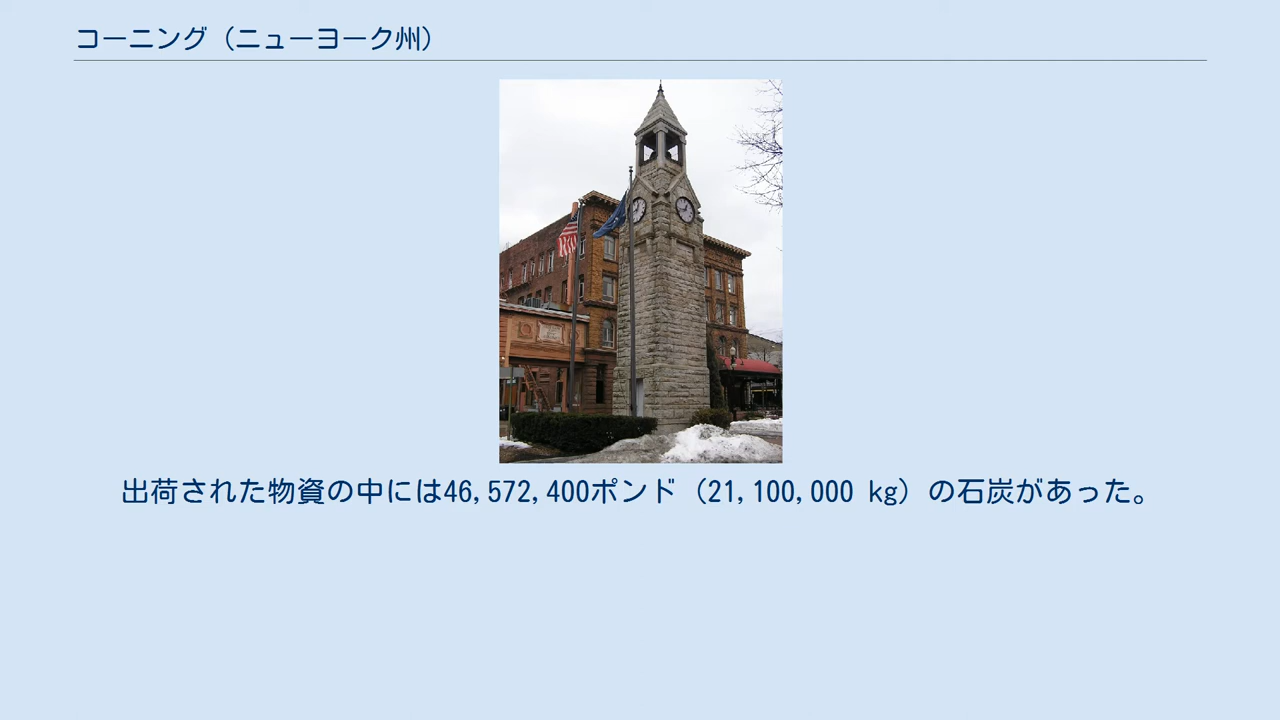 コーニング（ニューヨーク州）
出荷された物資の中には46,572,400ポンド（21,100,000 kg）の石炭があった。